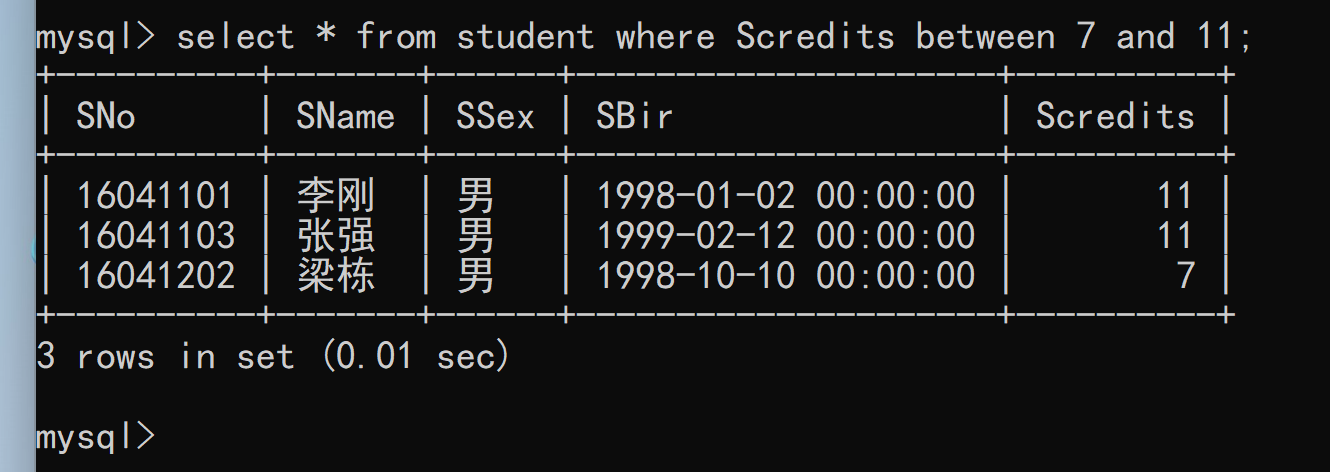 mysql> select * from student where Scredits between 7 and 11;
+----------+-------+------+---------------------+----------+
| SNo      | SName | SSex | SBir                | Scredits |
+----------+-------+------+---------------------+----------+
| 16041101 | 李刚  | 男   | 1998-01-02 00:00:00 |       11 |
| 16041103 | 张强  | 男   | 1999-02-12 00:00:00 |       11 |
| 16041202 | 梁栋  | 男   | 1998-10-10 00:00:00 |        7 |
+----------+-------+------+---------------------+----------+
3 rows in set (0.01 sec)
mysql>